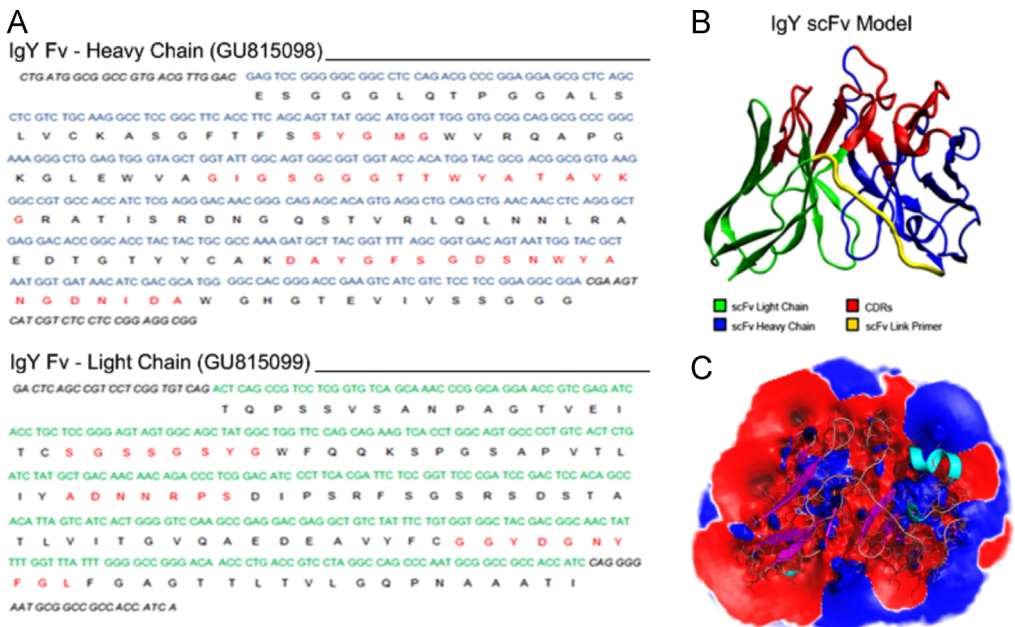 A
IgY Fv - Heavy Chain (GU815098)
CTG ATG GCG GCC GTG ACG TTG GAC GAG TCC GGG GGC GGC CTC CAG ACG CCC GGA GGA GCG CTC AGC
E S G G G L Q T P G G A L S
CTC GTC TGC AAG GCC TCC GGC TTC ACC TTC AGC AGT TAT GGC ATG GGT TGG GTG CGG CAG GCG CCC GGC
L V C K A S G F T F S S Y G M G W V R Q A P G
AAA GGG CTG GAG TGG GTA GCT GGT ATT GGC AGT GGC GGT GGT ACC ACA TGG TAC GCG ACG GCG GTG AAG
K G L E W V A G I G S G G G T T W Y A T A V K
GGC CGT GCC ACC ATC TCG AGG GAC AAC GGG CAG AGC ACA GTG AGG CTG CAG CTG AAC AAC CTC AGG GCT
G R A T I S R D N G Q S T V R L Q L N N L R A
GAG GAC ACC GGC ACC TAC TAC TGC GCC AAA GAT GCT TAC GGT TTT AGC GGT GAC AGT AAT TGG TAC GCT
E D T G T Y Y C A K D A Y G F S G D S N W Y A
AAT GGT GAT AAC ATC GAC GCA TGG GGC CAC GGG ACC GAA GTC ATC GTC TCC TCC GGA GGC GGA CGA AGT
N G D N I D A W G H G T E V I V S S G G G
CAT CGT CTC CTC CGG AGG CGG
IgY Fv - Light Chain (GU815099)
GA CTC AGC CGT CCT CGG TGT CAG ACT CAG CCG TCC TCG GTG TCA GCA AAC CCG GCA GGA ACC GTC GAG ATC
T Q P S S V S A N P A G T V E I
ACC TGC TCC GGG AGT AGT GGC AGC TAT GGC TGG TTC CAG CAG AAG TCA CCT GGC AGT GCC CCT GTC ACT CTG
T C S G S S G S Y G W F Q Q K S P G S A P V T L
ATC TAT GCT GAC AAC AAC AGA CCC TCG GAC ATC CCT TCA CGA TTC TCC GGT TCC CGA TCC GAC TCC ACA GCC
I Y A D N N R P S D I P S R F S G S R S D S T A
ACA TTA GTC ATC ACT GGG GTC CAA GCC GAG GAC GAG GCT GTC TAT TTC TGT GGT GGC TAC GAC GGC AAC TAT
T L V I T G V Q A E D E A V Y F C G G Y D G N Y
TTT GGT TTA TTT GGG GCC GGG ACA ACC CTG ACC GTC CTA GGC CAG CCC AAT GCG GCC GCC ACC ATC CAG GGG
F G L F G A G T T L T V L G Q P N A A A T I
AAT GCG GCC GCC ACC ATC A
B
IgY scFv Model
scFv Light Chain
CDRs
scFv Heavy Chain
scFv Link Primer
C